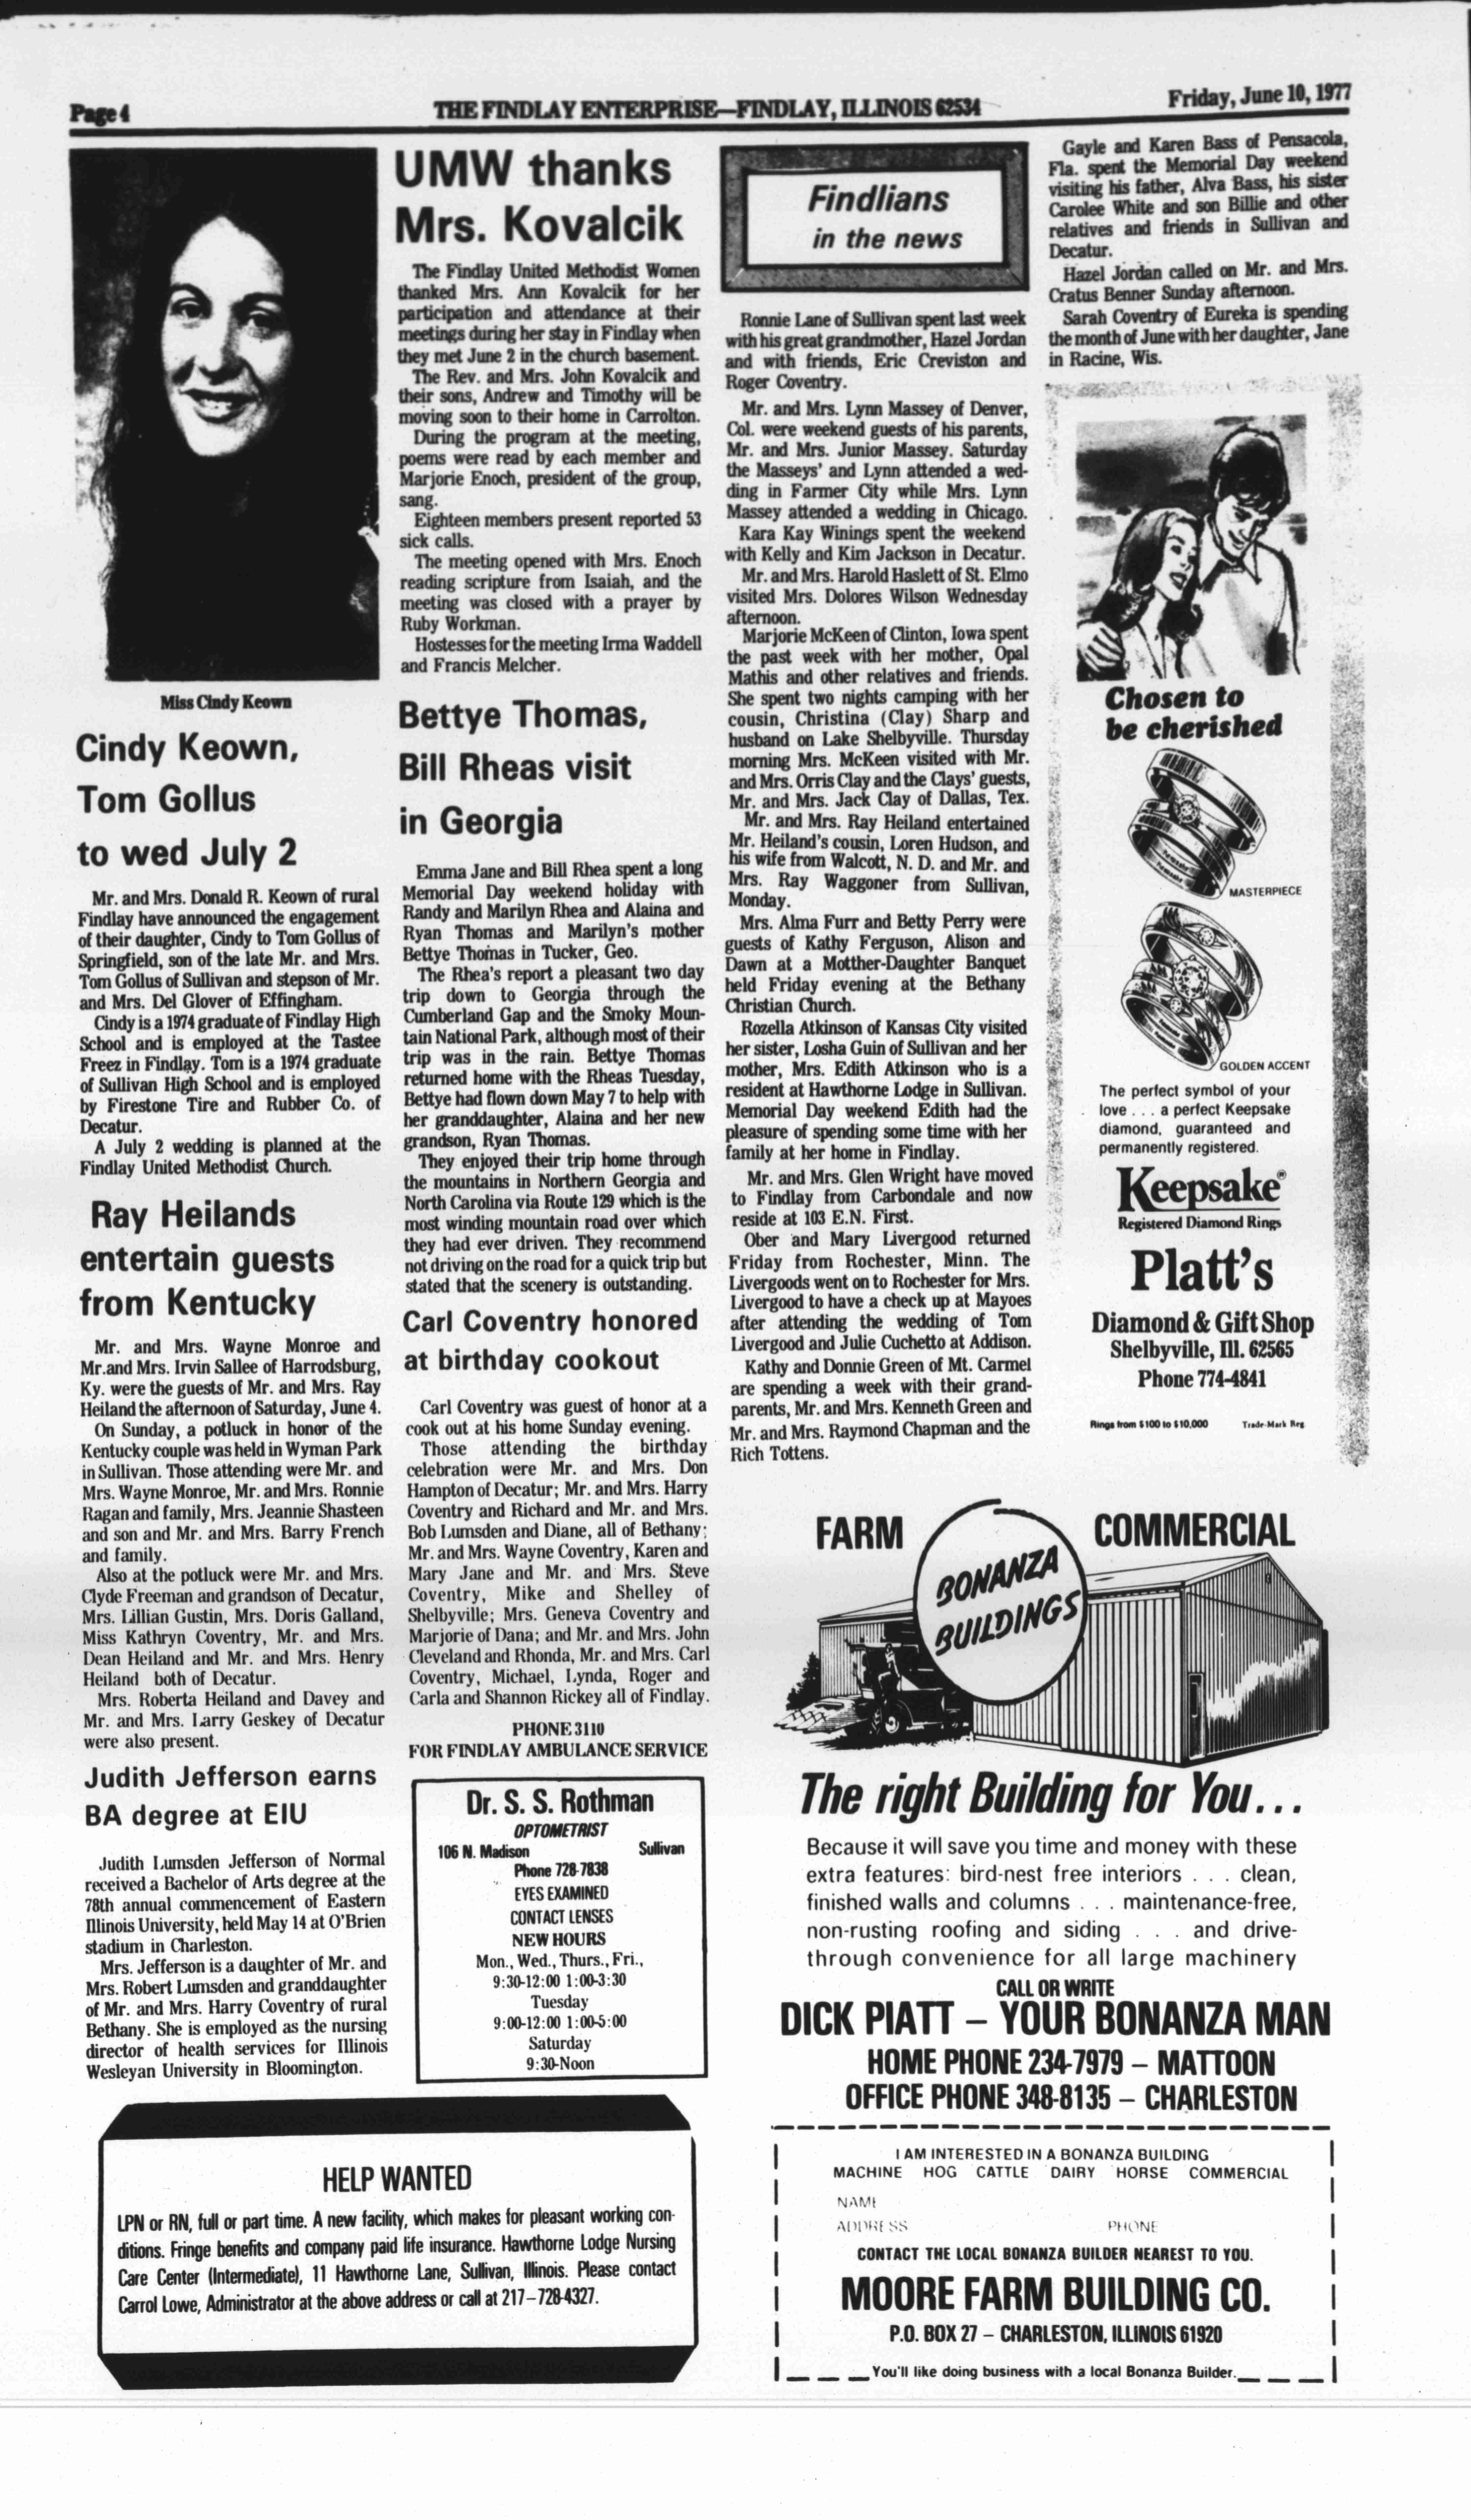 Page 4
THE FINDLAY ENTERPRISE—FINDLAY, ILLINOIS 62534
Friday, June 10, 1977
Miss Cindy Keown
Cindy Keown,
Tom Gollus
to wed July 2
Mr. and Mrs. Donald R. Keown of rural
Findlay have announced the engagement
of their daughter, Cindy to Tom Gollus of
Springfield, son of the late Mr. and Mrs.
Tom Gollus of Sullivan and stepson of Mr.
and Mrs. Del Glover of Effingham.
Cindy is a 1974 graduate of Findlay High
School and is employed at the Tastee
Freez in Findlay. Tom is a 1974 graduate
of Sullivan High School and is employed
by Firestone Tire and Rubber Co. of
Decatur.
A July 2 wedding is planned at the
Findlay United Methodist Church.
Ray Heilands
entertain guests
from Kentucky
Mr. and Mrs. Wayne Monroe and
Mr.and Mrs. Irvin Sallee of Harrodsburg,
Ky. were the guests of Mr. and Mrs. Ray
Heiland the afternoon of Saturday, June 4.
On Sunday, a potluck in honor of the
Kentucky couple was held in Wyman Park
in Sullivan. Those attending were Mr. and
Mrs. Wayne Monroe, Mr. and Mrs. Ronnie
Ragan and family, Mrs. Jeannie Shasteen
and son and Mr. and Mrs. Barry French
and family.
Also at the potluck were Mr. and Mrs.
Clyde Freeman and grandson of Decatur,
Mrs. Lillian Gustin, Mrs. Doris Galland,
Miss Kathryn Coventry, Mr. and Mrs.
Dean Heiland and Mr. and Mrs. Henry
Heiland both of Decatur.
Mrs. Roberta Heiland and Davey and
Mr. and Mrs. Larry Geskey of Decatur
were also present.
Judith Jefferson earns
BA degree at EIU
Judith Lumsden Jefferson of Normal
received a Bachelor of Arts degree at the
78th annual commencement of Eastern
Illinois University, held May 14 at O'Brien
stadium in Charleston.
Mrs. Jefferson is a daughter of Mr. and
Mrs. Robert Lumsden and granddaughter
of Mr. and Mrs. Harry Coventry of rural
Bethany. She is employed as the nursing
director of health services for Illinois
Wesleyan University in Bloomington.
UMW thanks
Mrs. Kovalcik
The Findlay United Methodist Women
thanked Mrs. Ann Kovalcik for her
participation and attendance at their
meetings during her stay in Findlay when
they met June 2 in the church basement.
The Rev. and Mrs. John Kovalcik and
their sons, Andrew and Timothy will be
moving soon to their home in Carrolton.
During the program at the meeting,
poems were read by each member and
Marjorie Enoch, president of the group,
sang.
Eighteen members present reported 53
sick calls.
The meeting opened with Mrs. Enoch
reading scripture from Isaiah, and the
meeting was closed with a prayer by
Ruby Workman.
Hostesses for the meeting Irma Waddell
and Francis Melcher.
Bettye Thomas,
Bill Rheas visit
in Georgia
Emma Jane and Bill Rhea spent a long
Memorial Day weekend holiday with
Randy and Marilyn Rhea and Alaina and
Ryan Thomas and Marilyn's mother
Bettye Thomas in Tucker, Geo.
The Rhea's report a pleasant two day
trip down to Georgia through the
Cumberland Gap and the Smoky Moun-
tain National Park, although most of their
trip was in the rain. Bettye Thomas
returned home with the Rheas Tuesday,
Bettye had flown down May 7 to help with
her granddaughter, Alaina and her new
grandson, Ryan Thomas.
They enjoyed their trip home through
the mountains in Northern Georgia and
North Carolina via Route 129 which is the
most winding mountain road over which
they had ever driven. They recommend
not driving on the road for a quick trip but
stated that the scenery is outstanding.
Carl Coventry honored
at birthday cookout
Carl Coventry was guest of honor at a
cook out at his home Sunday evening.
Those attending the birthday
celebration were Mr. and Mrs. Don
Hampton of Decatur; Mr. and Mrs. Harry
Coventry and Richard and Mr. and Mrs.
Bob Lumsden and Diane, all of Bethany;
Mr. and Mrs. Wayne Coventry, Karen and
Mary Jane and Mr. and Mrs. Steve
Coventry, Mike and Shelley of
Shelbyville; Mrs. Geneva Coventry and
Marjorie of Dana; and Mr. and Mrs. John
Cleveland and Rhonda, Mr. and Mrs. Carl
Coventry, Michael, Lynda, Roger and
Carla and Shannon Rickey all of Findlay.
PHONE 3110
FOR FINDLAY AMBULANCE SERVICE
Dr. S. S. Rothman
OPTOMETRIST
106 N. Madison Sullivan
Phone 728-7838
EYES EXAMINED
CONTACT LENSES
NEW HOURS
Mon., Wed., Thurs., Fri.,
9:30-12:00 1:00-3:30
Tuesday
9:00-12:00 1:00-5:00
Saturday
9:30-Noon
HELP WANTED
LPN or RN, full or part time. A new facility, which makes for pleasant working con-
ditions. Fringe benefits and company paid life insurance. Hawthorne Lodge Nursing
Care Center (Intermediate), 11 Hawthorne Lane, Sullivan, Illinois. Please contact
Carrol Lowe, Administrator at the above address or call at 217-728-4327.
Findlians
in the news
Ronnie Lane of Sullivan spent last week
with his great grandmother, Hazel Jordan
and with friends, Eric Creviston and
Roger Coventry.
Mr. and Mrs. Lynn Massey of Denver,
Col. were weekend guests of his parents,
Mr. and Mrs. Junior Massey. Saturday
the Masseys' and Lynn attended a wed-
ding in Farmer City while Mrs. Lynn
Massey attended a wedding in Chicago.
Kara Kay Winings spent the weekend
with Kelly and Kim Jackson in Decatur.
Mr. and Mrs. Harold Haslett of St. Elmo
visited Mrs. Dolores Wilson Wednesday
afternoon.
Marjorie McKeen of Clinton, Iowa spent
the past week with her mother, Opal
Mathis and other relatives and friends.
She spent two nights camping with her
cousin, Christina (Clay) Sharp and
husband on Lake Shelbyville. Thursday
morning Mrs. McKeen visited with Mr.
and Mrs. Orris Clay and the Clays' guests,
Mr. and Mrs. Jack Clay of Dallas, Tex.
Mr. and Mrs. Ray Heiland entertained
Mr. Heiland's cousin, Loren Hudson, and
his wife from Walcott, N. D. and Mr. and
Mrs. Ray Waggoner from Sullivan,
Monday.
Mrs. Alma Furr and Betty Perry were
guests of Kathy Ferguson, Alison and
Dawn at a Motther-Daughter Banquet
held Friday evening at the Bethany
Christian Church.
Rozella Atkinson of Kansas City visited
her sister, Losha Guin of Sullivan and her
mother, Mrs. Edith Atkinson who is a
resident at Hawthorne Lodge in Sullivan.
Memorial Day weekend Edith had the
pleasure of spending some time with her
family at her home in Findlay.
Mr. and Mrs. Glen Wright have moved
to Findlay from Carbondale and now
reside at 103 E.N. First.
Ober and Mary Livergood returned
Friday from Rochester, Minn. The
Livergoods went on to Rochester for Mrs.
Livergood to have a check up at Mayoes
after attending the wedding of Tom
Livergood and Julie Cuchetto at Addison.
Kathy and Donnie Green of Mt. Carmel
are spending a week with their grand-
parents, Mr. and Mrs. Kenneth Green and
Mr. and Mrs. Raymond Chapman and the
Rich Tottens.
Gayle and Karen Bass of Pensacola,
Fla. spent the Memorial Day weekend
visiting his father, Alva Bass, his sister
Carolee White and son Billie and other
relatives and friends in Sullivan and
Decatur.
Hazel Jordan called on Mr. and Mrs.
Cratus Benner Sunday afternoon.
Sarah Coventry of Eureka is spending
the month of June with her daughter, Jane
in Racine, Wis.
Chosen to
be cherished
MASTERPIECE
GOLDEN ACCENT
The perfect symbol of your
love . . . a perfect Keepsake
diamond, guaranteed and
permanently registered.
Keepsake®
Registered Diamond Rings
Platt's
Diamond & Gift Shop
Shelbyville, Ill. 62565
Phone 774-4841
Rings from $100 to $10,000 Trade-Mark Reg.
FARM COMMERCIAL
BONANZA
BUILDINGS
The right Building for You...
Because it will save you time and money with these
extra features: bird-nest free interiors . . . clean,
finished walls and columns . . . maintenance-free,
non-rusting roofing and siding . . . and drive-
through convenience for all large machinery
CALL OR WRITE
DICK PIATT – YOUR BONANZA MAN
HOME PHONE 234-7979 – MATTOON
OFFICE PHONE 348-8135 – CHARLESTON
I AM INTERESTED IN A BONANZA BUILDING
MACHINE HOG CATTLE DAIRY HORSE COMMERCIAL
NAME
ADDRESS PHONE
CONTACT THE LOCAL BONANZA BUILDER NEAREST TO YOU.
MOORE FARM BUILDING CO.
P.O. BOX 27 – CHARLESTON, ILLINOIS 61920
You'll like doing business with a local Bonanza Builder.